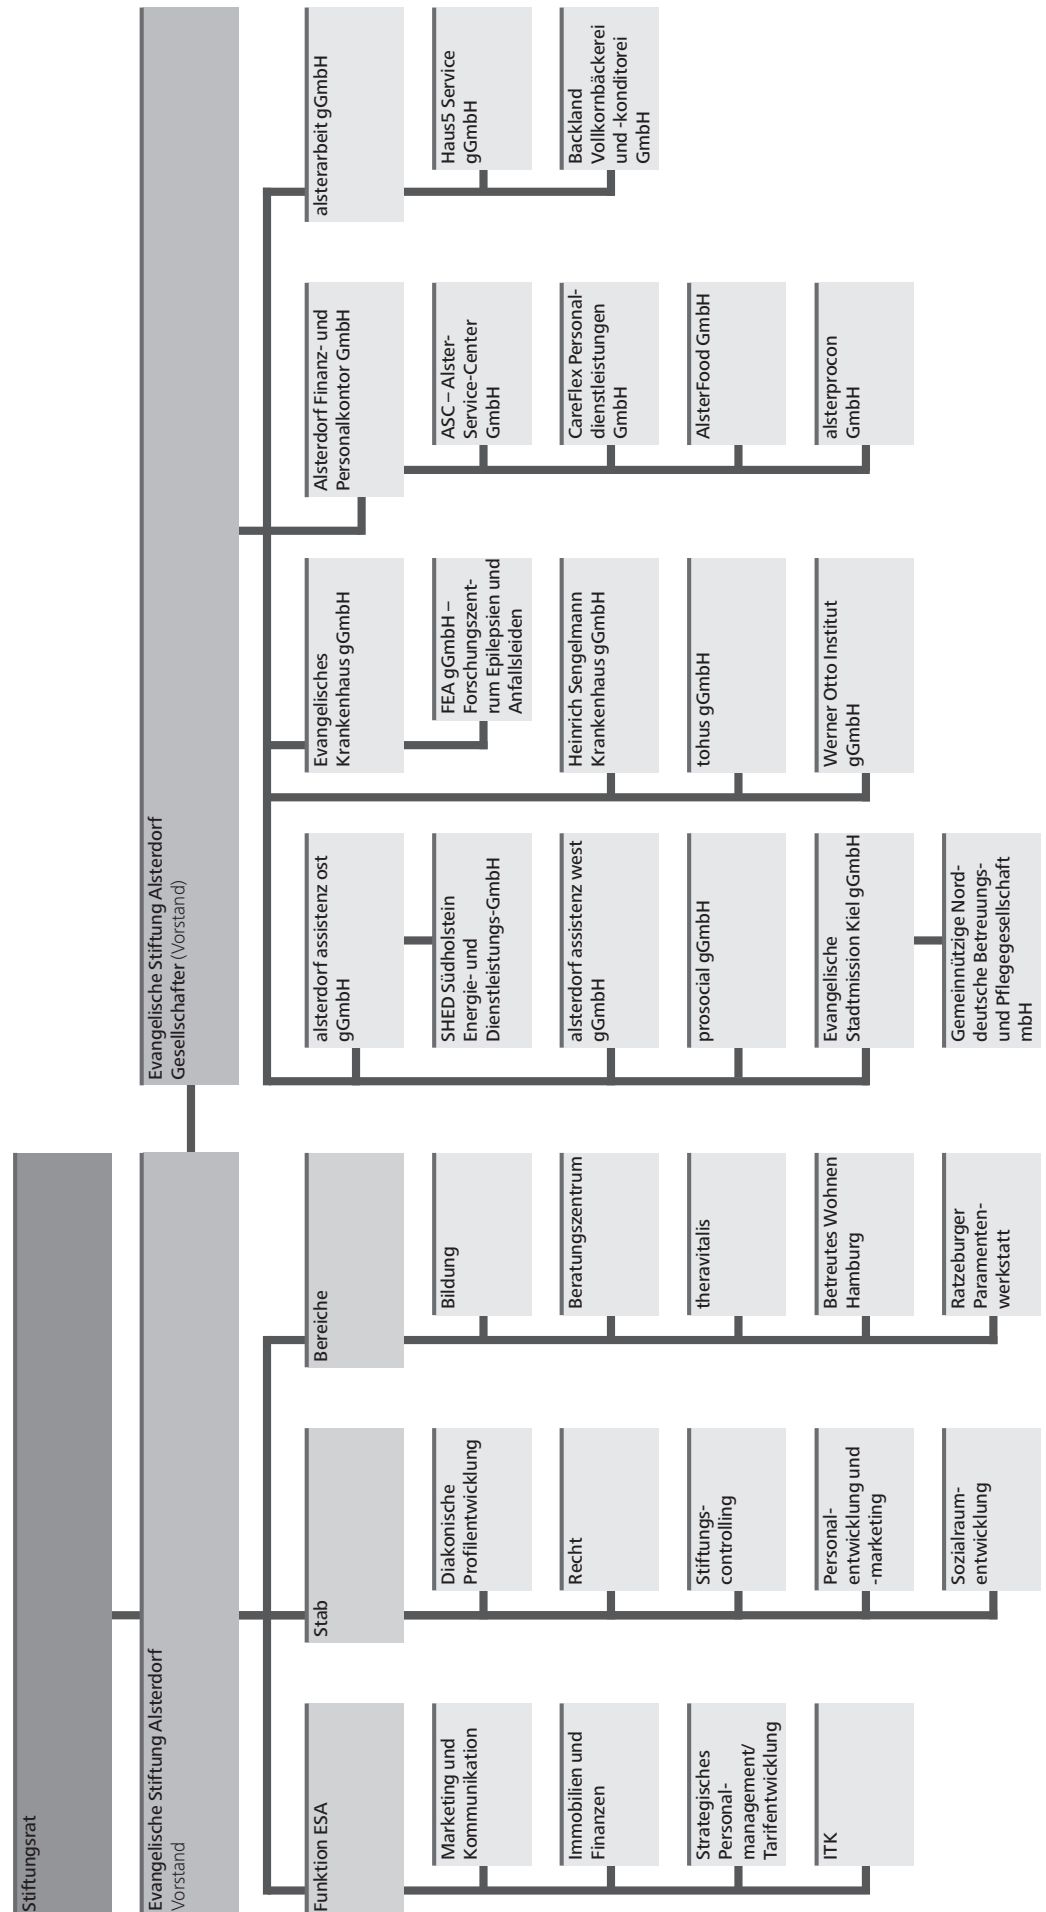 Stiftungsrat
Evangelische Stiftung Alsterdorf
Vorstand
Funktion ESA
Marketing und
Kommunikation
Immobilien und
Finanzen
Strategisches
Personal-
management/
Tarifentwicklung
ITK
Stab
Diakonische
Profilentwicklung
Recht
Stiftungs-
controlling
Personal-
entwicklung und
-marketing
Sozialraum-
entwicklung
Bereiche
Bildung
Beratungszentrum
theravitalis
Betreutes Wohnen
Hamburg
Ratzeburger
Paramenten-
werkstatt
Evangelische Stiftung Alsterdorf
Gesellschafter (Vorstand)
alsterdorf assistenz ost
gGmbH
SHED Südholstein
Energie- und
Dienstleistungs-GmbH
alsterdorf assistenz west
gGmbH
prosocial gGmbH
Evangelische
Stadtmission Kiel gGmbH
Gemeinnützige Nord-
deutsche Betreuungs-
und Pflegegesellschaft
mbH
Evangelisches
Krankenhaus gGmbH
FEA gGmbH –
Forschungszent-
rum Epilepsien und
Anfallsleiden
Heinrich Sengelmann
Krankenhaus gGmbH
tohus gGmbH
Werner Otto Institut
gGmbH
Alsterdorf Finanz- und
Personalkontor GmbH
ASC – Alster-
Service-Center
GmbH
CareFlex Personal-
dienstleistungen
GmbH
AlsterFood GmbH
alsterprocon
GmbH
alsterarbeit gGmbH
Haus5 Service
gGmbH
Backland
Vollkornbäckerei
und -konditorei
GmbH